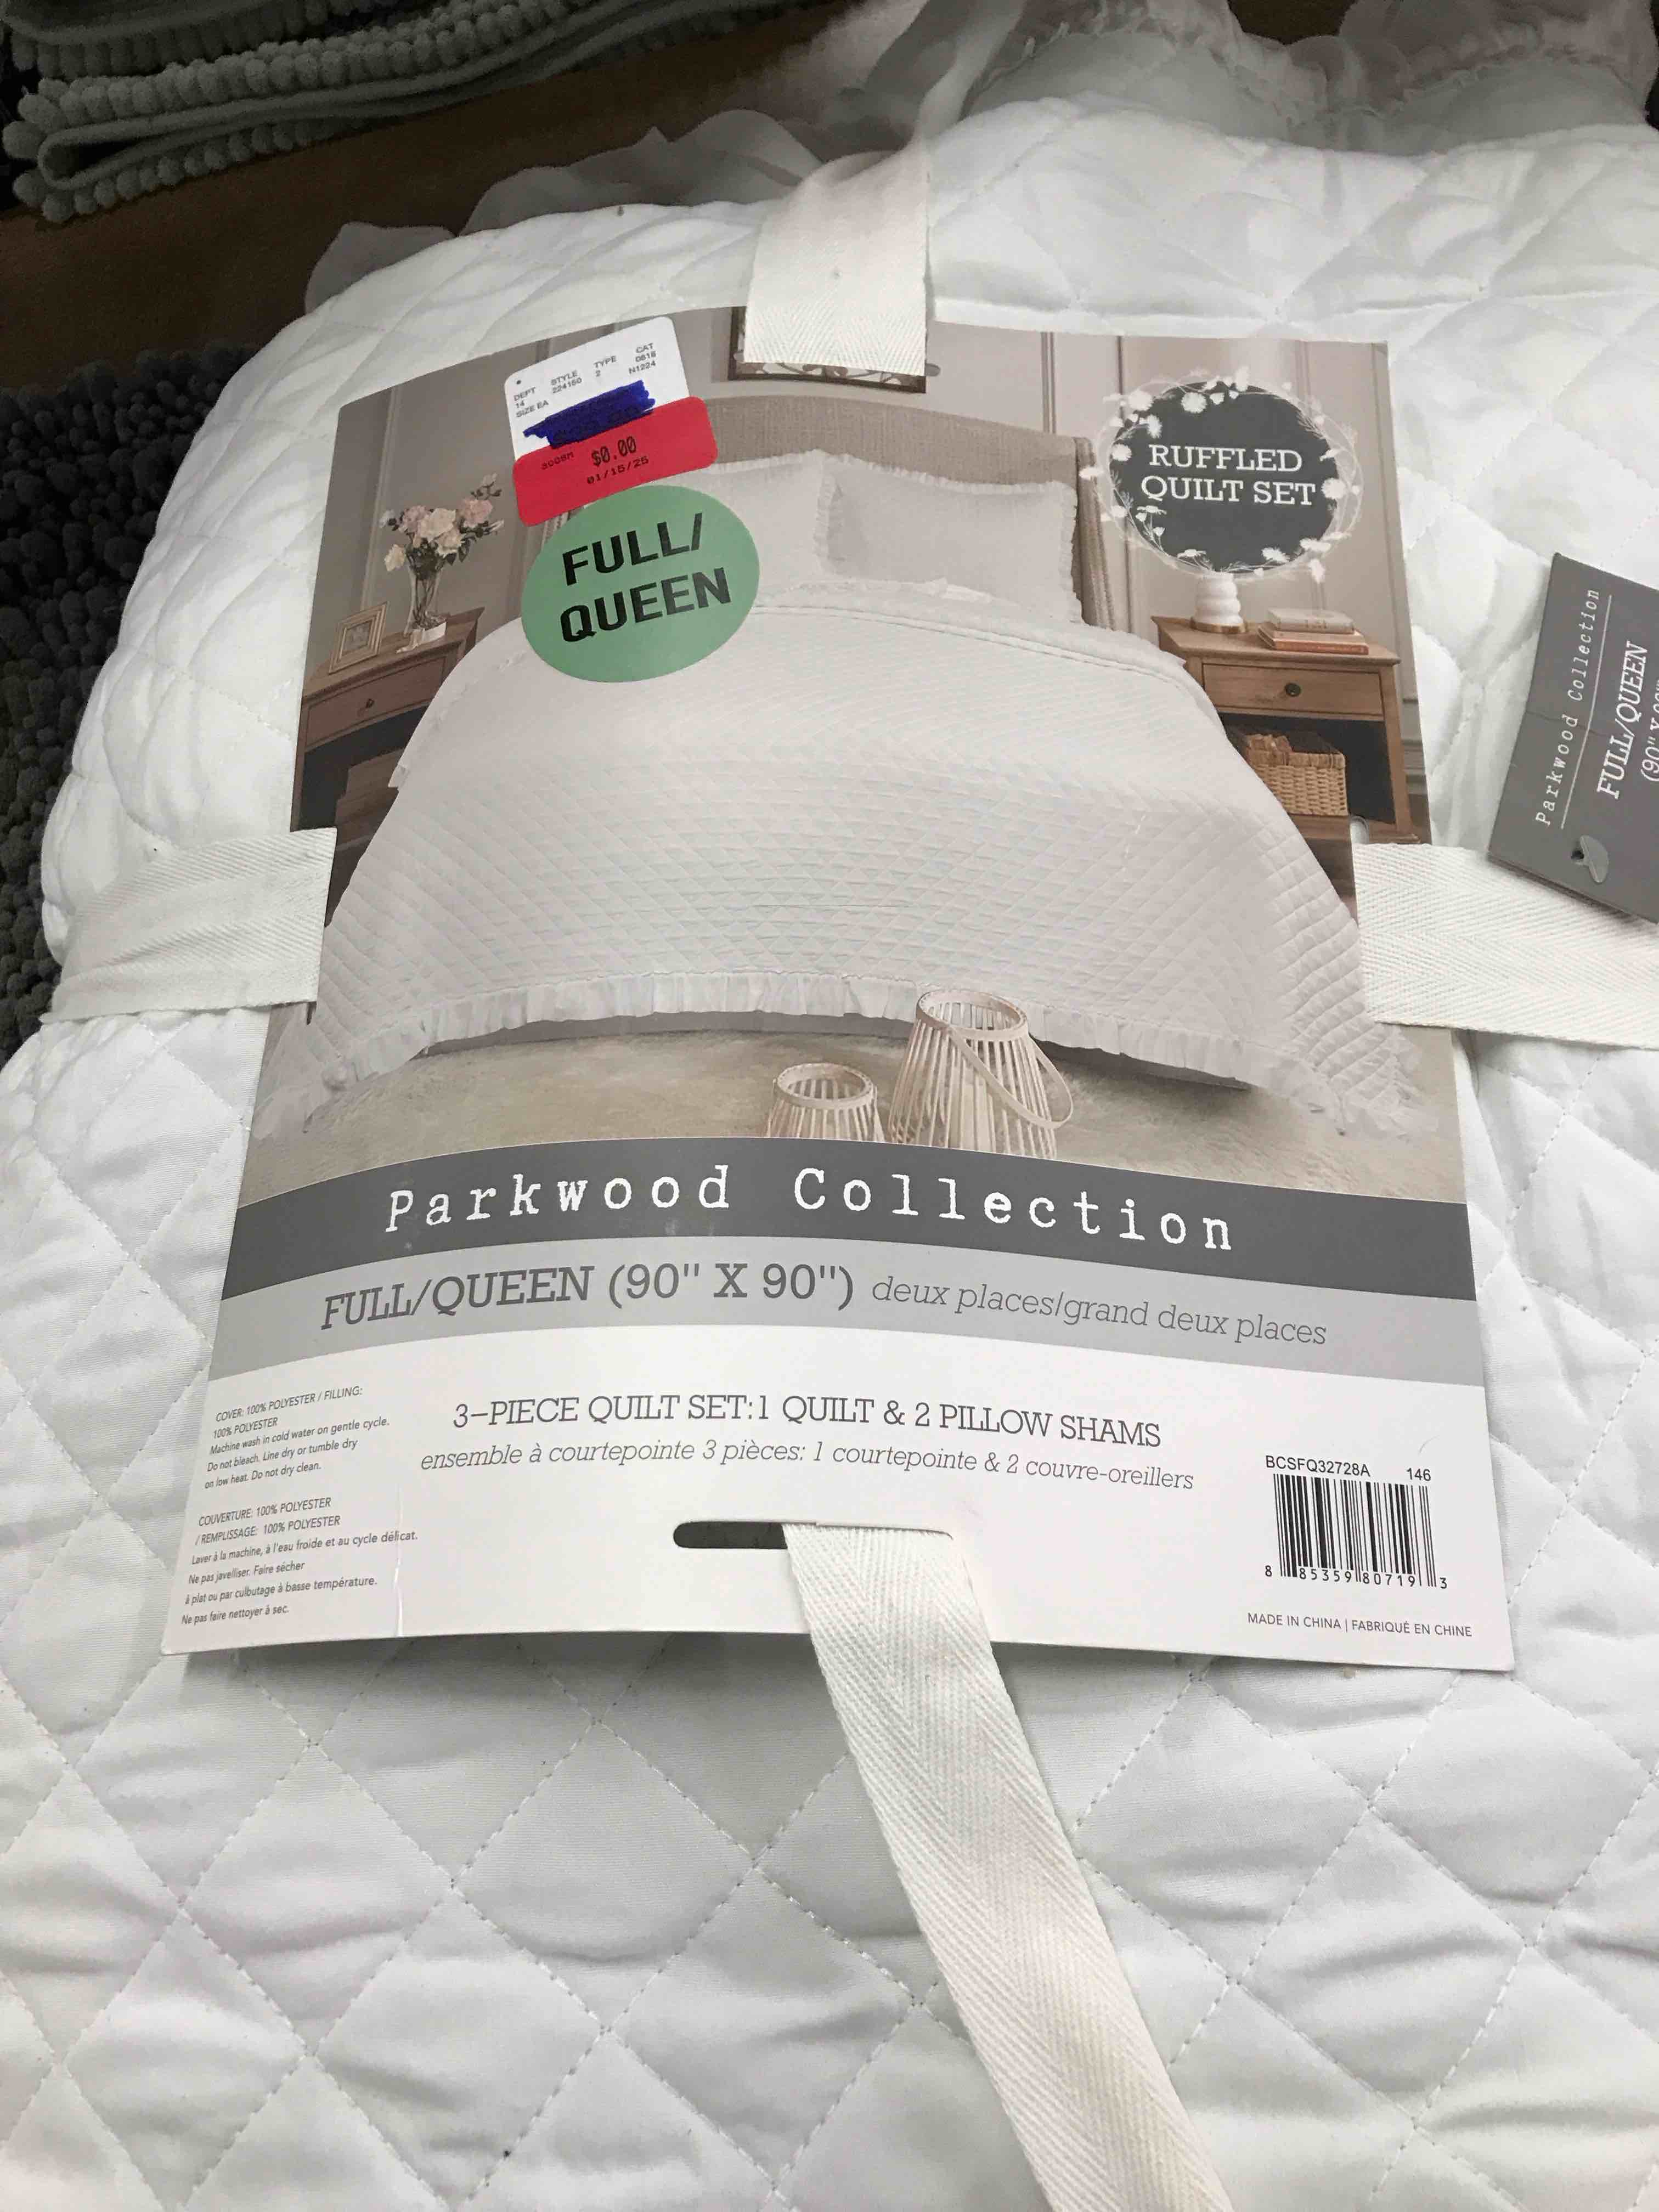 DEPT STYLE TYPE CAT
14 224150 2 0616
SIZE EA N1224
$0.00
01/15/25
FULL/
QUEEN
RUFFLED
QUILT SET
Parkwood Collection
FULL/QUEEN
Parkwood Collection
FULL/QUEEN (90" X 90") deux places/grand deux places
3-PIECE QUILT SET: 1 QUILT & 2 PILLOW SHAMS
ensemble à courtepointe 3 pièces: 1 courtepointe & 2 couvre-oreillers
COVER: 100% POLYESTER / FILLING:
100% POLYESTER
Machine wash in cold water on gentle cycle.
Do not bleach. Line dry or tumble dry
on low heat. Do not dry clean.
COUVERTURE: 100% POLYESTER
/ REMPLISSAGE: 100% POLYESTER
Laver à la machine, à l'eau froide et au cycle délicat.
Ne pas javelliser. Faire sécher
à plat ou par culbutage à basse température.
Ne pas faire nettoyer à sec.
BCSFQ32728A 146
8 85359 80719 3
MADE IN CHINA | FABRIQUÉ EN CHINE